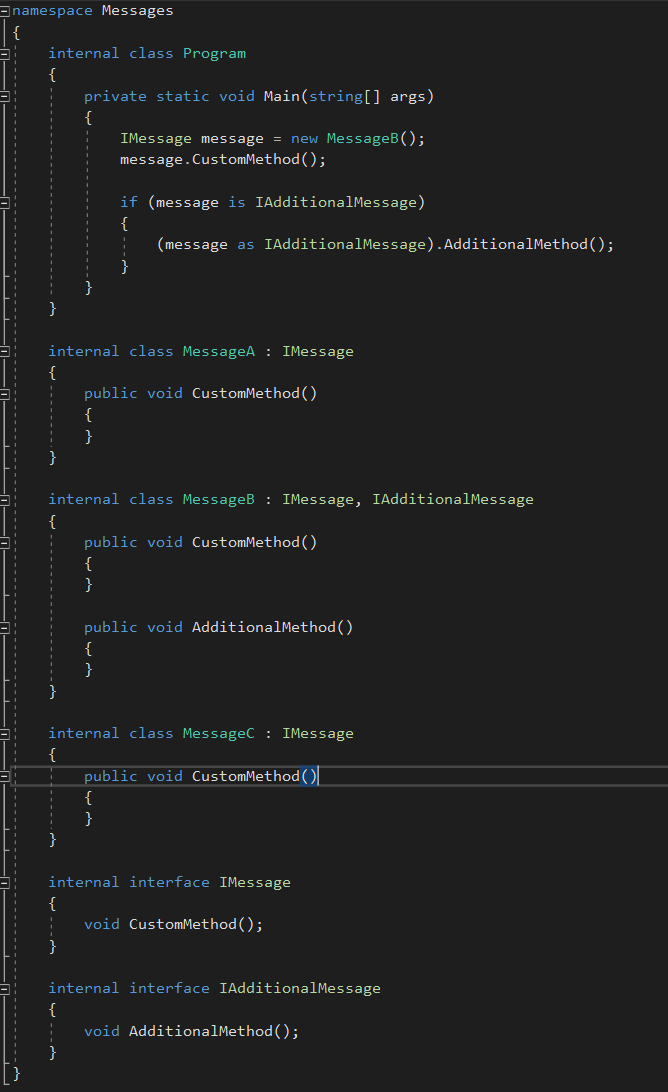 namespace Messages
{
    internal class Program
    {
        private static void Main(string[] args)
        {
            IMessage message = new MessageB();
            message.CustomMethod();

            if (message is IAdditionalMessage)
            {
                (message as IAdditionalMessage).AdditionalMethod();
            }
        }
    }

    internal class MessageA : IMessage
    {
        public void CustomMethod()
        {
        }
    }

    internal class MessageB : IMessage, IAdditionalMessage
    {
        public void CustomMethod()
        {
        }

        public void AdditionalMethod()
        {
        }
    }

    internal class MessageC : IMessage
    {
        public void CustomMethod()
        {
        }
    }

    internal interface IMessage
    {
        void CustomMethod();
    }

    internal interface IAdditionalMessage
    {
        void AdditionalMethod();
    }
}